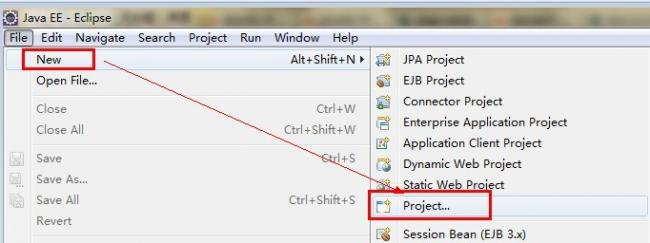 Java EE - Eclipse
File Edit Navigate Search Project Run Window Help
New Alt+Shift+N
Open File...
Close Ctrl+W
Close All Ctrl+Shift+W
Save Ctrl+S
Save As...
Save All Ctrl+Shift+S
Revert
JPA Project
EJB Project
Connector Project
Enterprise Application Project
Application Client Project
Dynamic Web Project
Static Web Project
Project...
Session Bean (EJB 3.x)